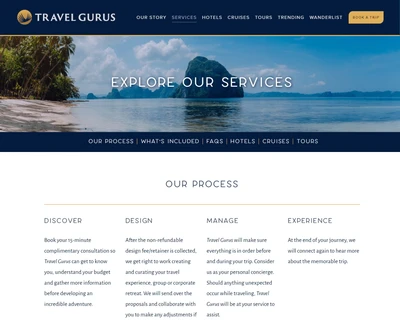 TRAVEL GURUS
OUR STORY SERVICES HOTELS CRUISES TOURS TRENDING WANDERLIST BOOK A TRIP
EXPLORE OUR SERVICES
OUR PROCESS | WHAT'S INCLUDED | FAQS | HOTELS | CRUISES | TOURS
OUR PROCESS
DISCOVER
Book your 15-minute
complimentary consultation so
Travel Gurus can get to know
you, understand your budget
and gather more information
before developing an
incredible adventure.
DESIGN
After the non-refundable
design fee/retainer is collected,
we get right to work creating
and curating your travel
experience, group or corporate
retreat. We will send over the
proposals and collaborate with
you to make any adjustments if
MANAGE
Travel Gurus will make sure
everything is in order before
and during your trip. Consider
us as your personal concierge.
Should anything unexpected
occur while traveling, Travel
Gurus will be at your service to
assist.
EXPERIENCE
At the end of your journey, we
will connect again to hear more
about the memorable trip.